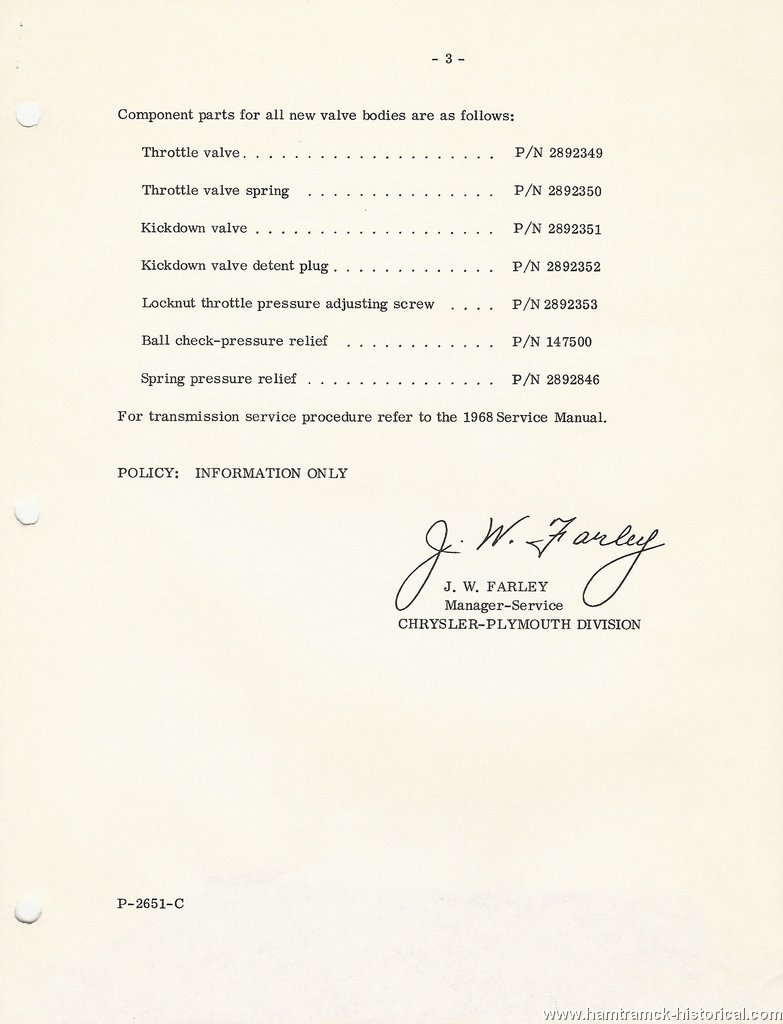 - 3 -
Component parts for all new valve bodies are as follows:
Throttle valve. . . . . . . . . . . . . . . . . . . . P/N 2892349
Throttle valve spring . . . . . . . . . . . . . . . P/N 2892350
Kickdown valve . . . . . . . . . . . . . . . . . . . P/N 2892351
Kickdown valve detent plug . . . . . . . . . . . . . P/N 2892352
Locknut throttle pressure adjusting screw . . . . P/N 2892353
Ball check-pressure relief . . . . . . . . . . . . P/N 147500
Spring pressure relief . . . . . . . . . . . . . . . P/N 2892846
For transmission service procedure refer to the 1968 Service Manual.
POLICY: INFORMATION ONLY
J. W. Farley
J. W. FARLEY
Manager-Service
CHRYSLER-PLYMOUTH DIVISION
P-2651-C
www.hamtramck-historical.com